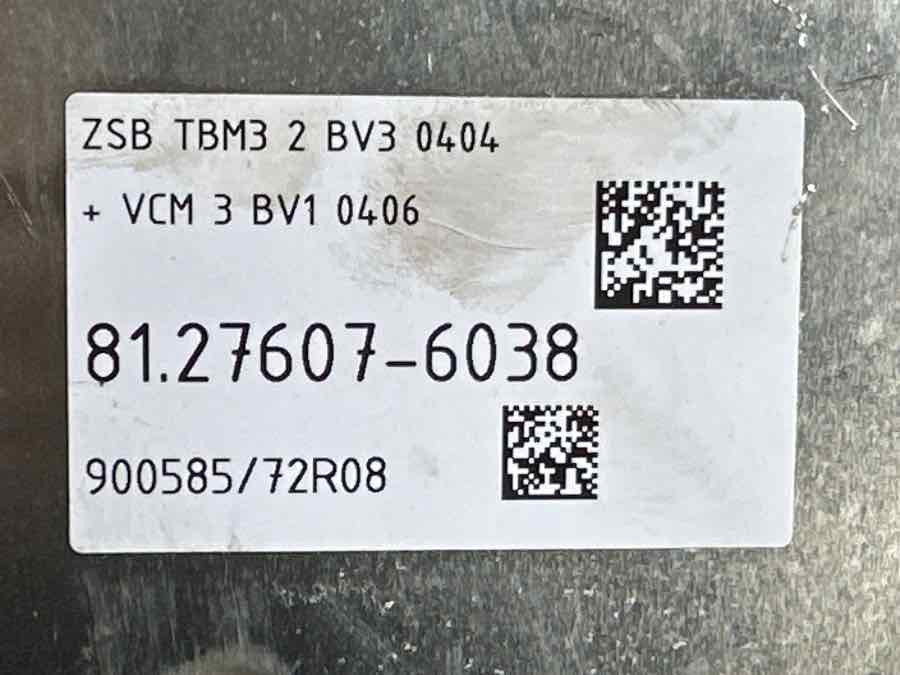 ZSB TBM3 2 BV3 0404
+ VCM 3 BV1 0406
81.27607-6038
900585/72R08